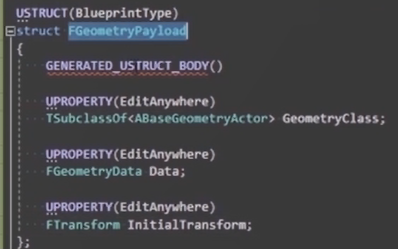 USTRUCT(BlueprintType)
struct FGeometryPayload
{
GENERATED_USTRUCT_BODY()
UPROPERTY(EditAnywhere)
TSubclassOf<ABaseGeometryActor> GeometryClass;
UPROPERTY(EditAnywhere)
FGeometryData Data;
UPROPERTY(EditAnywhere)
FTransform InitialTransform;
};